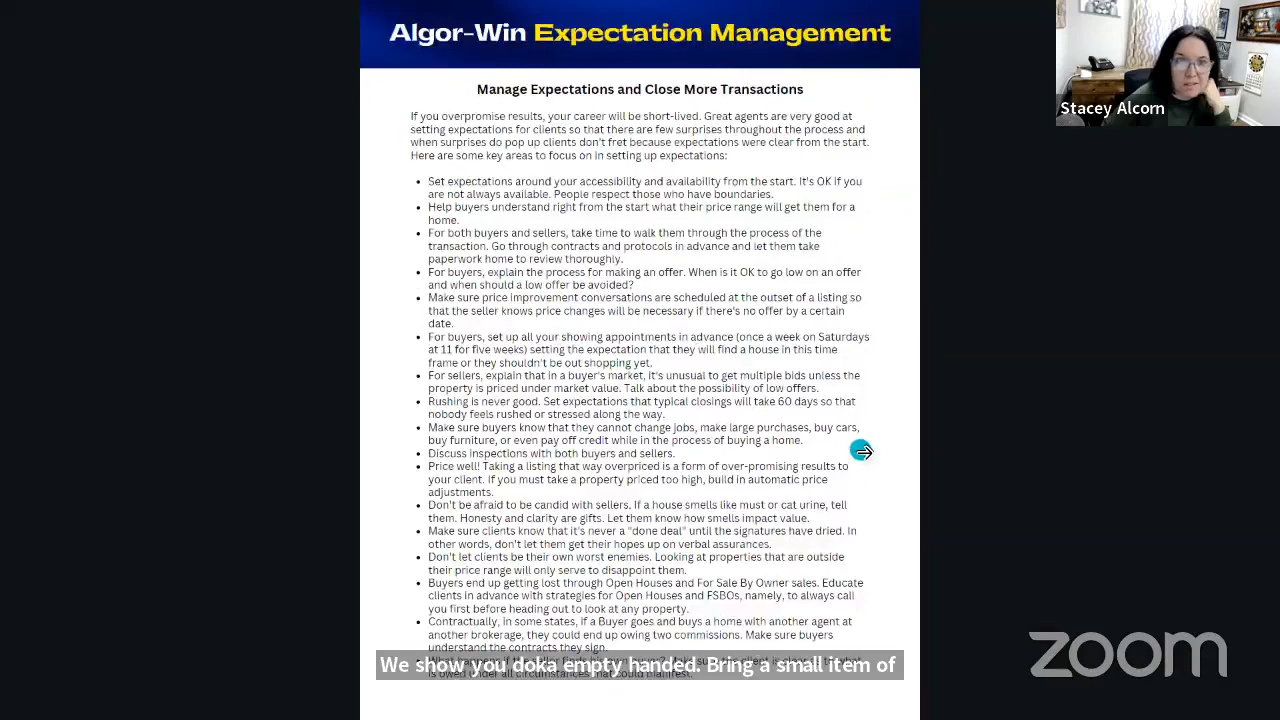 Algor-Win Expectation Management
Stacey Alcorn
Manage Expectations and Close More Transactions
If you overpromise results, your career will be short-lived. Great agents are very good at
setting expectations for clients so that there are few surprises throughout the process and
when surprises do pop up clients don't fret because expectations were clear from the start.
Here are some key areas to focus on in setting up expectations:
• Set expectations around your accessibility and availability from the start. It's OK if you
are not always available. People respect those who have boundaries.
• Help buyers understand right from the start what their price range will get them for a
home.
• For both buyers and sellers, take time to walk them through the process of the
transaction. Go through contracts and protocols in advance and let them take
paperwork home to review thoroughly.
• For buyers, explain the process for making an offer. When is it OK to go low on an offer
and when should a low offer be avoided?
• Make sure price improvement conversations are scheduled at the outset of a listing so
that the seller knows price changes will be necessary if there's no offer by a certain
date.
• For buyers, set up all your showing appointments in advance (once a week on Saturdays
at 11 for five weeks) setting the expectation that they will find a house in this time
frame or they shouldn't be out shopping yet.
• For sellers, explain that in a buyer's market, it's unusual to get multiple bids unless the
property is priced under market value. Talk about the possibility of low offers.
• Rushing is never good. Set expectations that typical closings will take 60 days so that
nobody feels rushed or stressed along the way.
• Make sure buyers know that they cannot change jobs, make large purchases, buy cars,
buy furniture, or even pay off credit while in the process of buying a home.
• Discuss inspections with both buyers and sellers.
• Price well! Taking a listing that way overpriced is a form of over-promising results to
your client. If you must take a property priced too high, build in automatic price
adjustments.
• Don't be afraid to be candid with sellers. If a house smells like must or cat urine, tell
them. Honesty and clarity are gifts. Let them know how smells impact value.
• Make sure clients know that it's never a "done deal" until the signatures have dried. In
other words, don't let them get their hopes up on verbal assurances.
• Don't let clients be their own worst enemies. Looking at properties that are outside
their price range will only serve to disappoint them.
• Buyers end up getting lost through Open Houses and For Sale By Owner sales. Educate
clients in advance with strategies for Open Houses and FSBOs, namely, to always call
you first before heading out to look at any property.
• Contractually, in some states, if a Buyer goes and buys a home with another agent at
another brokerage, they could end up owing two commissions. Make sure buyers
understand the contracts they sign.
We show you doka empty handed. Bring a small item of
zoom